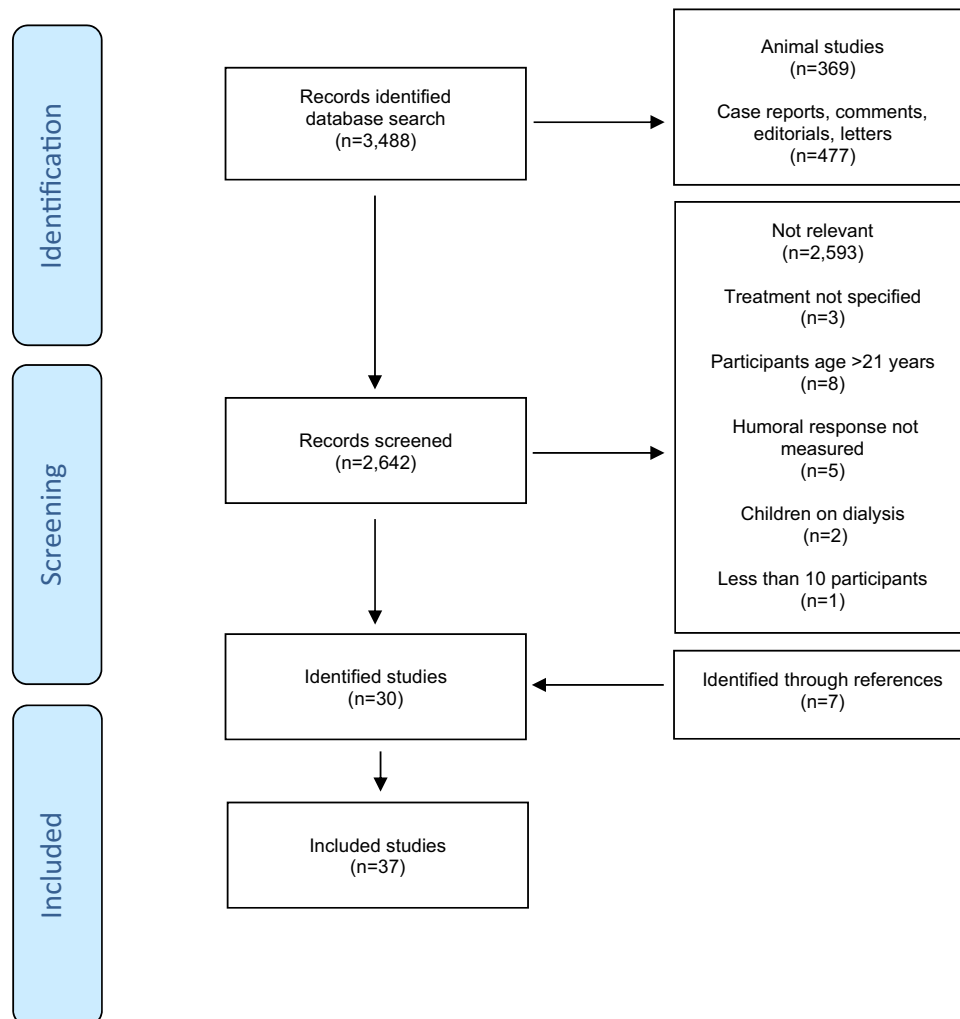 Identification
Records identified
database search
(n=3,488)
Animal studies
(n=369)
Case reports, comments,
editorials, letters
(n=477)
Screening
Records screened
(n=2,642)
Not relevant
(n=2,593)
Treatment not specified
(n=3)
Participants age >21 years
(n=8)
Humoral response not
measured
(n=5)
Children on dialysis
(n=2)
Less than 10 participants
(n=1)
Identified studies
(n=30)
Identified through references
(n=7)
Included
Included studies
(n=37)